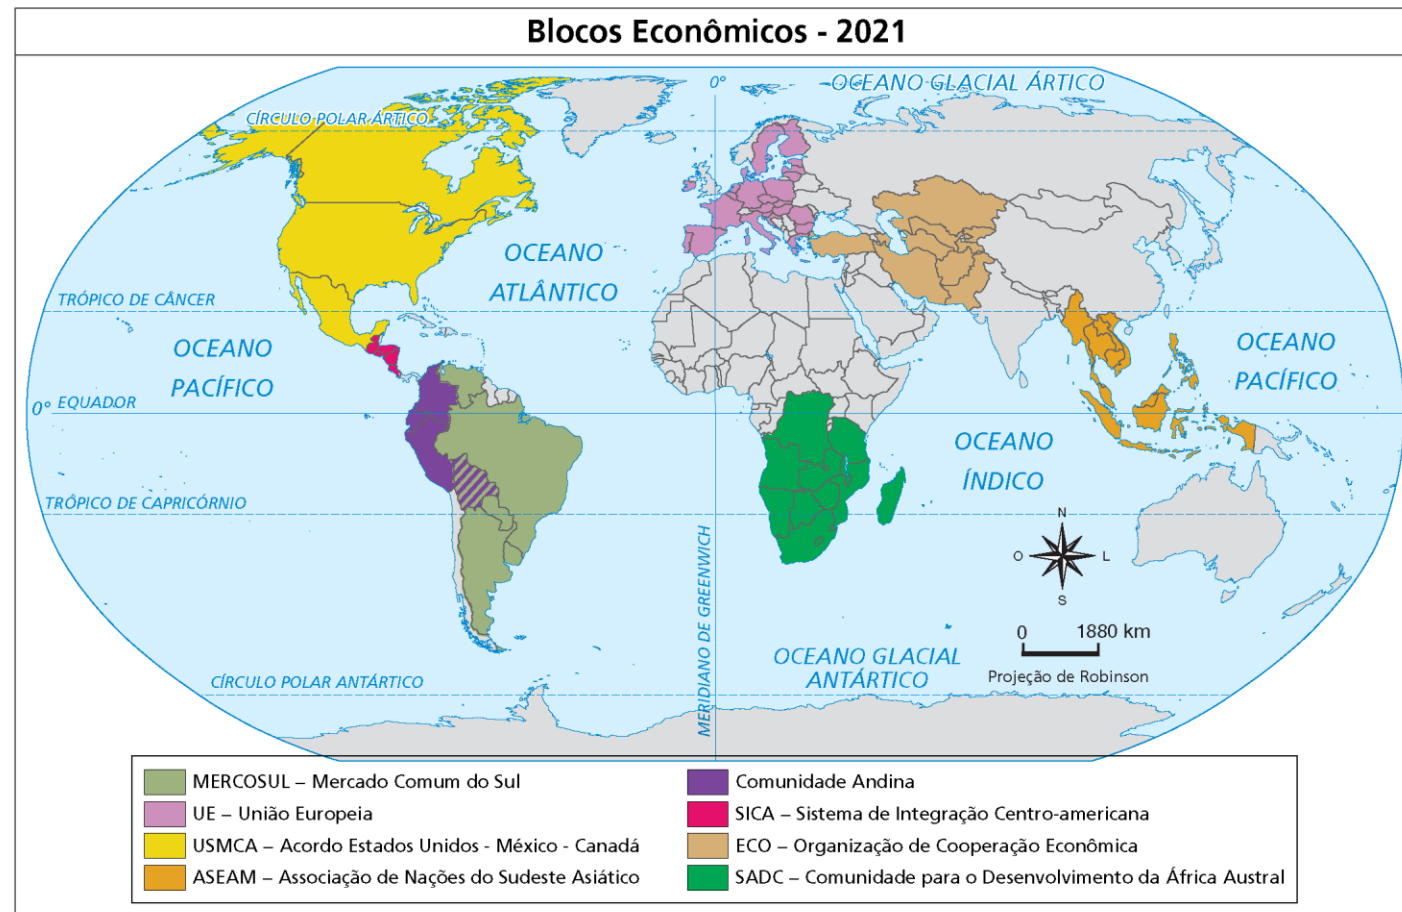 Blocos Econômicos - 2021
0°
OCEANO GLACIAL ÁRTICO
CÍRCULO POLAR ÁRTICO
OCEANO
ATLÂNTICO
TRÓPICO DE CÂNCER
OCEANO
PACÍFICO
OCEANO
PACÍFICO
0° EQUADOR
OCEANO
ÍNDICO
TRÓPICO DE CAPRICÓRNIO
MERIDIANO DE GREENWICH
N
O
L
S
0 1880 km
Projeção de Robinson
OCEANO GLACIAL
ANTÁRTICO
CÍRCULO POLAR ANTÁRTICO
MERCOSUL – Mercado Comum do Sul
UE – União Europeia
USMCA – Acordo Estados Unidos - México - Canadá
ASEAM – Associação de Nações do Sudeste Asiático
Comunidade Andina
SICA – Sistema de Integração Centro-americana
ECO – Organização de Cooperação Econômica
SADC – Comunidade para o Desenvolvimento da África Austral